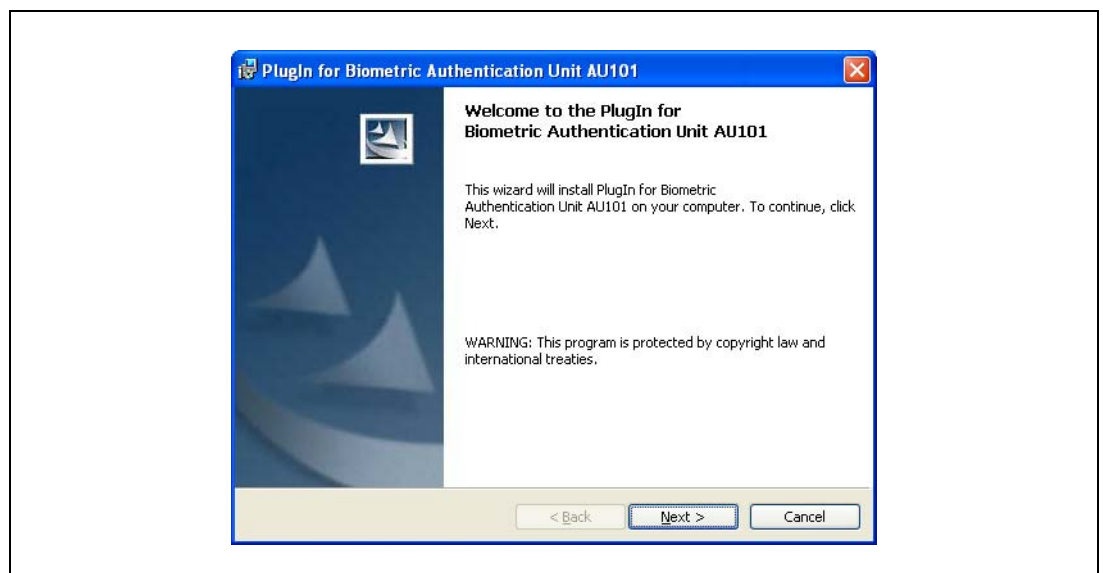 PlugIn for Biometric Authentication Unit AU101
Welcome to the PlugIn for
Biometric Authentication Unit AU101
This wizard will install PlugIn for Biometric
Authentication Unit AU101 on your computer. To continue, click
Next.
WARNING: This program is protected by copyright law and
international treaties.
< Back
Next >
Cancel